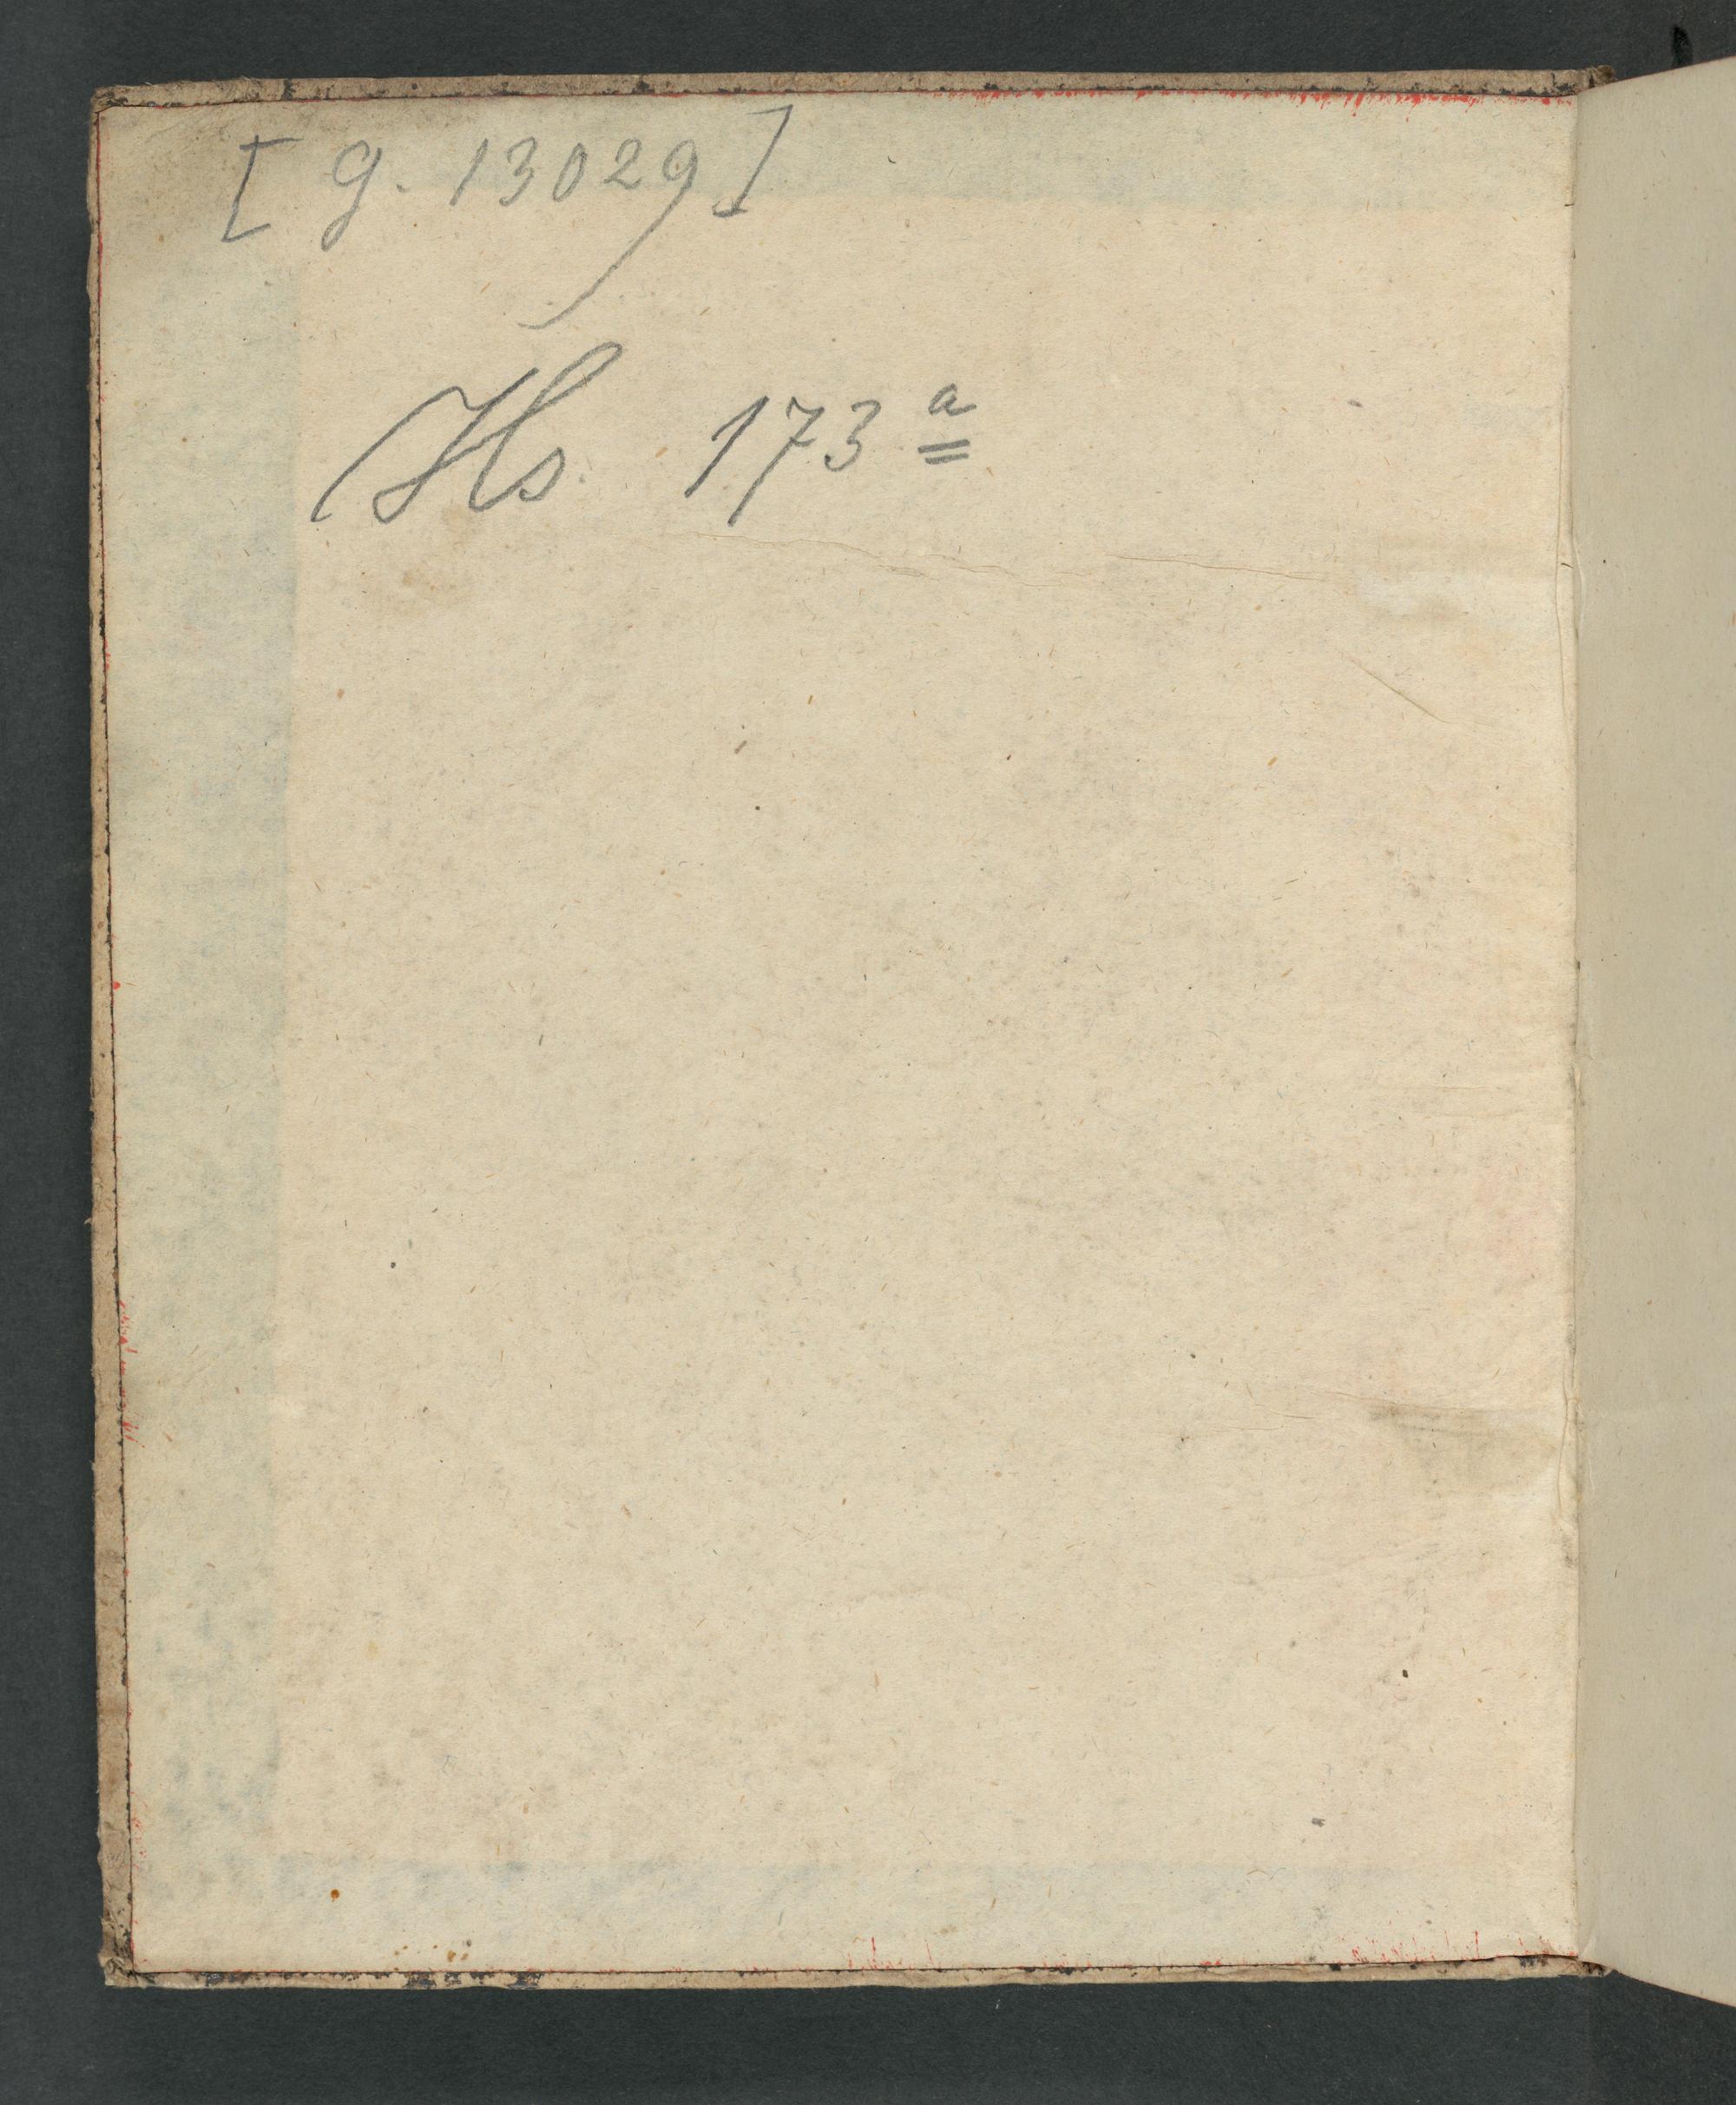 [ g. 13029 ]
Hs. 173ª